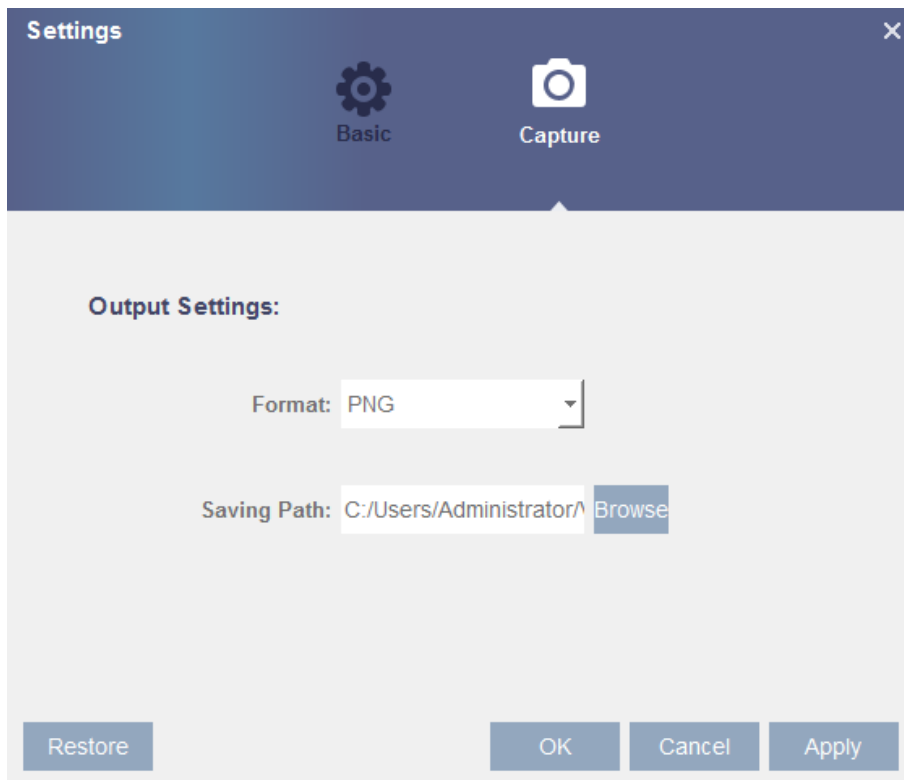 Settings
Basic
Capture
Output Settings:
Format: PNG
Saving Path: C:/Users/Administrator/ Browse
Restore OK Cancel Apply